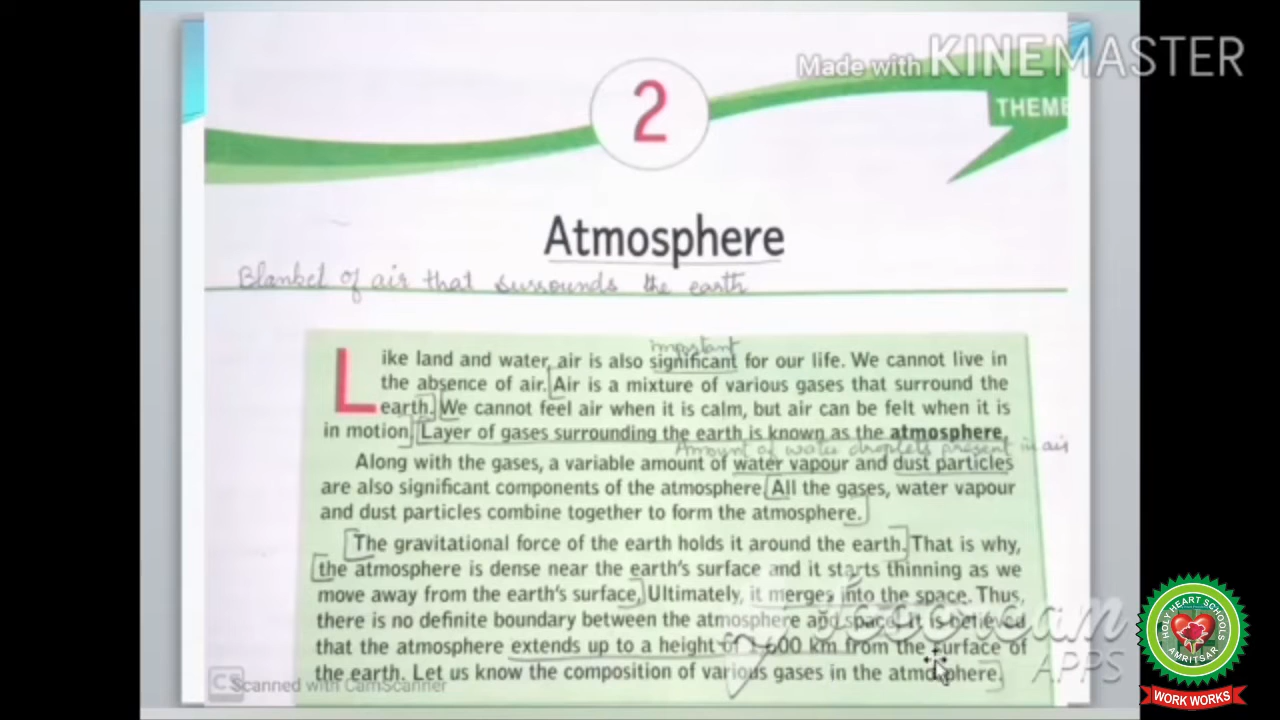 Made with KINEMASTER
2
THEME
Atmosphere
Blanket of air that surrounds the earth
important
Like land and water, air is also significant for our life. We cannot live in
the absence of air. Air is a mixture of various gases that surround the
earth. We cannot feel air when it is calm, but air can be felt when it is
in motion. Layer of gases surrounding the earth is known as the atmosphere.
Amount of water droplets present in air
Along with the gases, a variable amount of water vapour and dust particles
are also significant components of the atmosphere. All the gases, water vapour
and dust particles combine together to form the atmosphere.
The gravitational force of the earth holds it around the earth. That is why,
the atmosphere is dense near the earth's surface and it starts thinning as we
move away from the earth's surface. Ultimately, it merges into the space. Thus,
there is no definite boundary between the atmosphere and space. It is believed
that the atmosphere extends up to a height of 1,600 km from the surface of
the earth. Let us know the composition of various gases in the atmosphere.
CS Scanned with CamScanner
APPS
HOLY HEART SCHOOLS
AMRITSAR
WORK WORKS